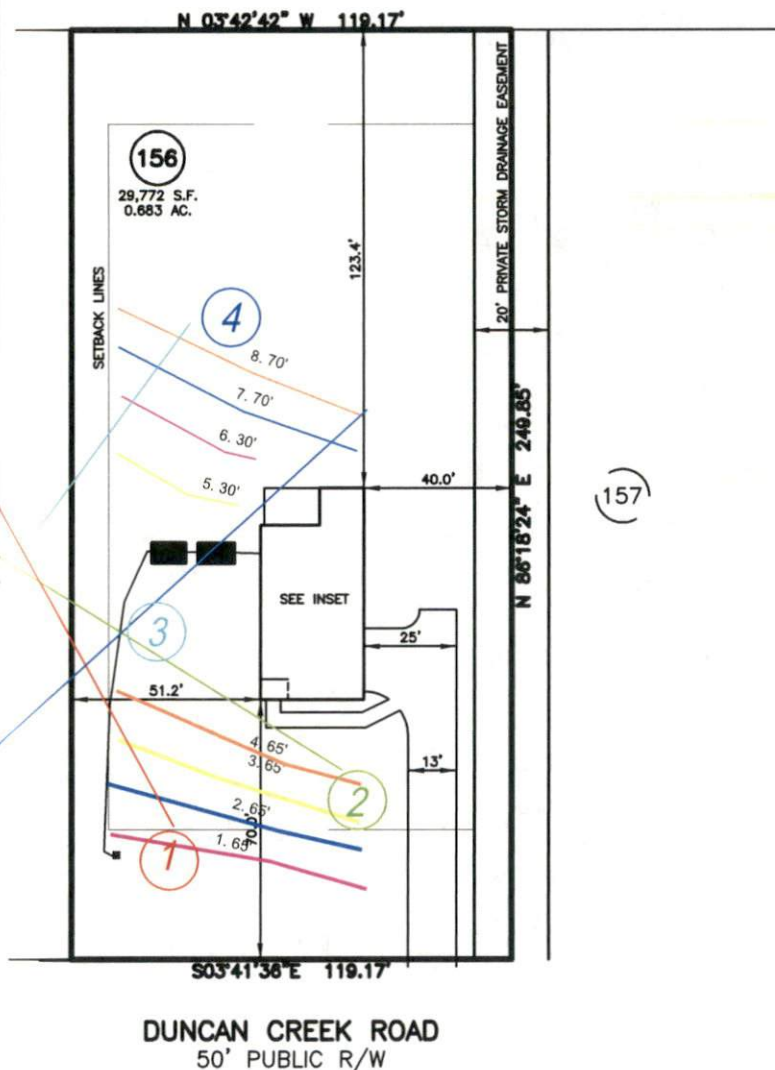 N 03°42'42" W 119.17'
20' PRIVATE STORM DRAINAGE EASEMENT
156
29,772 S.F.
0.683 AC.
123.4'
SETBACK LINES
4
8. 70'
7. 70'
6. 30'
5. 30'
40.0'
N 86°18'24" E 249.85'
157
SEE INSET
3
25'
51.2'
4. 65'
3. 65'
13'
2
2. 65'
70.0'
1. 65'
1
S03°41'36"E 119.17'
DUNCAN CREEK ROAD
50' PUBLIC R/W